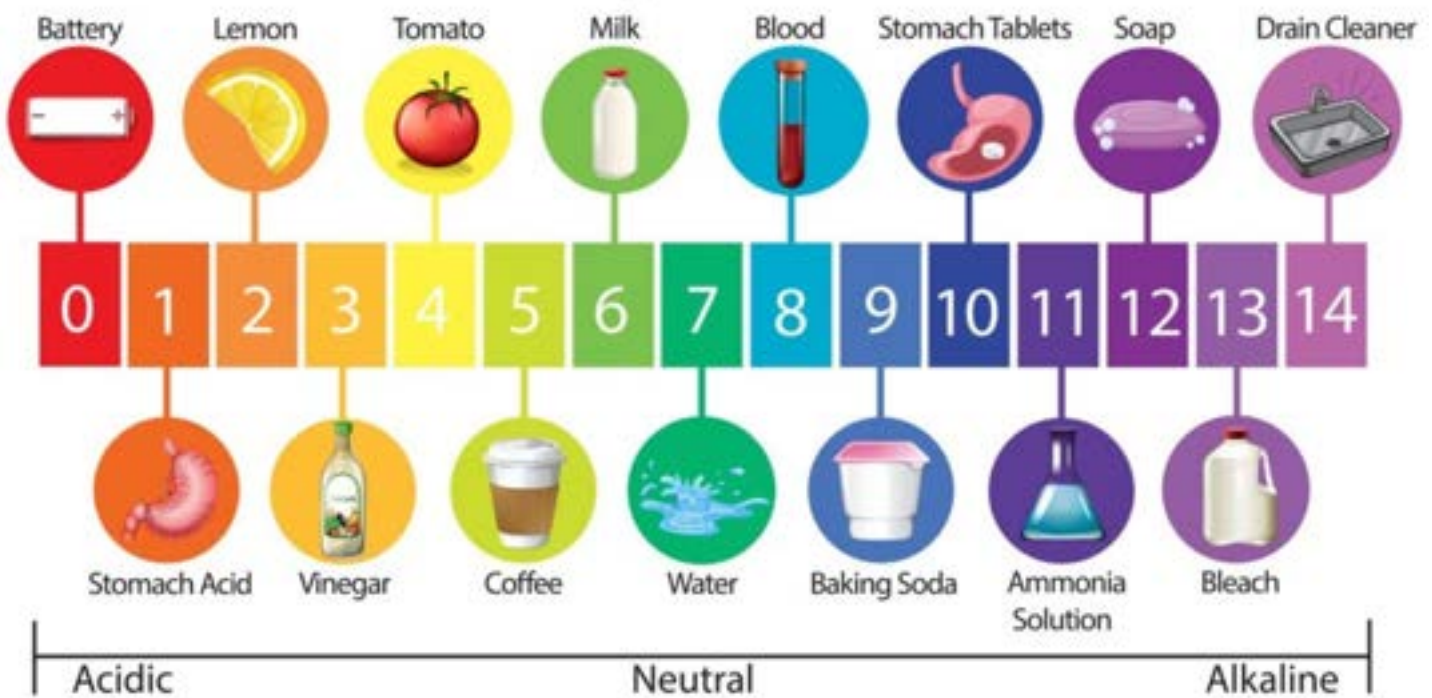 Battery Lemon Tomato Milk Blood Stomach Tablets Soap Drain Cleaner
0 1 2 3 4 5 6 7 8 9 10 11 12 13 14
Stomach Acid Vinegar Coffee Water Baking Soda Ammonia Bleach
Solution
Acidic Neutral Alkaline